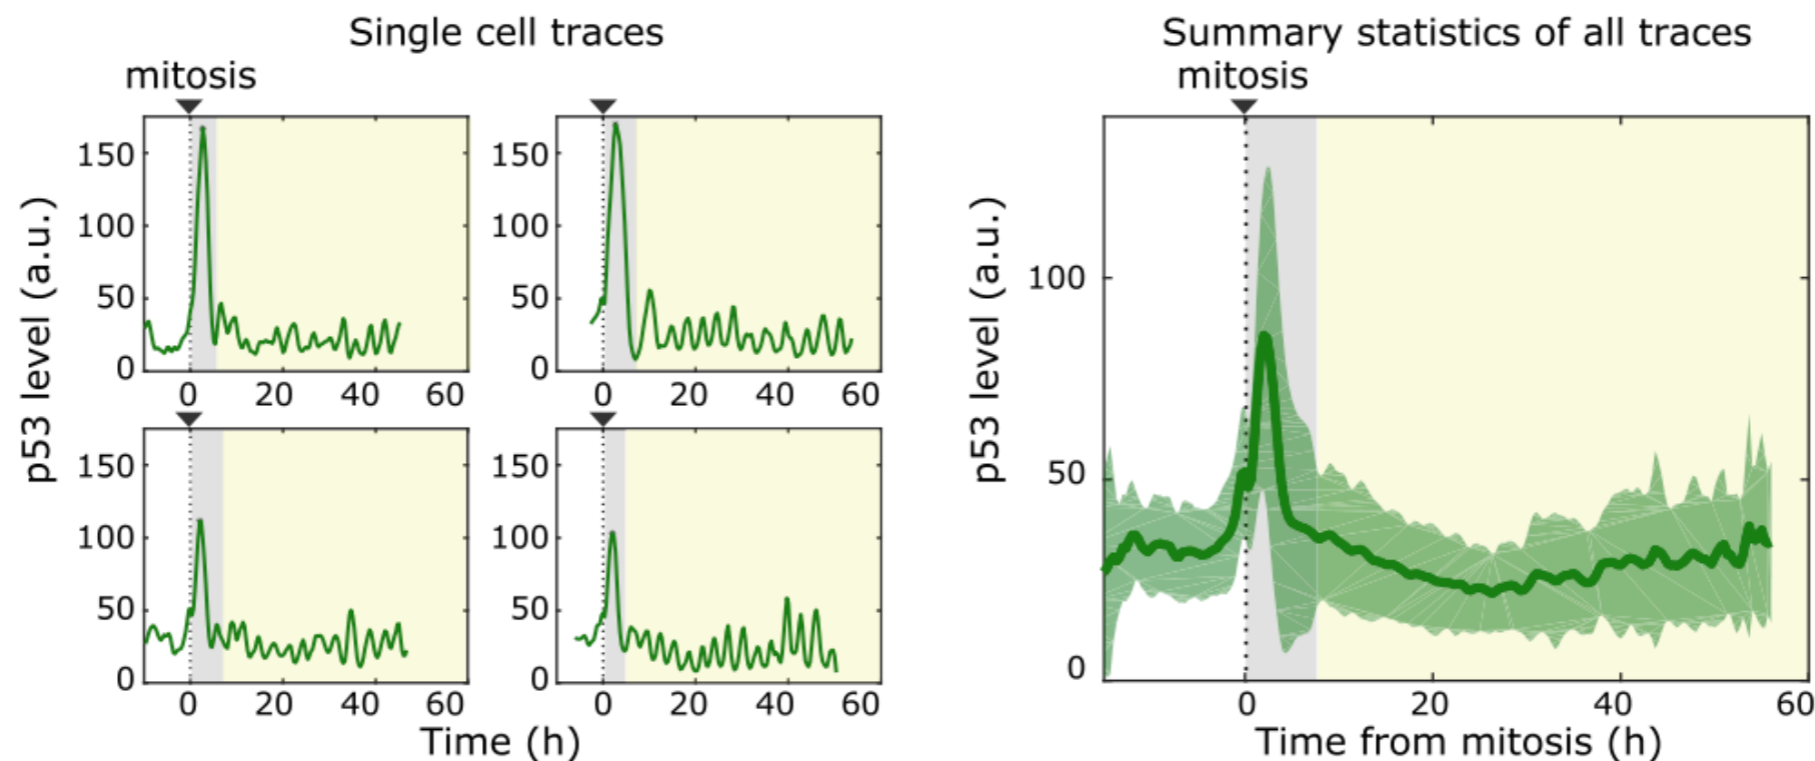 Single cell traces
Summary statistics of all traces
mitosis
mitosis
p53 level (a.u.)
150
100
50
0
0 20 40 60
150
100
50
0
0 20 40 60
150
100
50
0
0 20 40 60
150
100
50
0
0 20 40 60
Time (h)
p53 level (a.u.)
100
50
0
0 20 40 60
Time from mitosis (h)